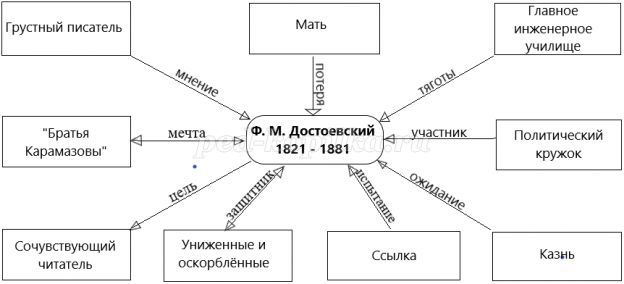 Грустный писатель
Мать
Главное
инженерное
училище
мнение
потеря
тяготы
"Братья
Карамазовы"
мечта
Ф. М. Достоевский
1821 - 1881
участник
Политический
кружок
цель
защитник
испытание
ожидание
Сочувствующий
читатель
Униженные и
оскорблённые
Ссылка
Казнь